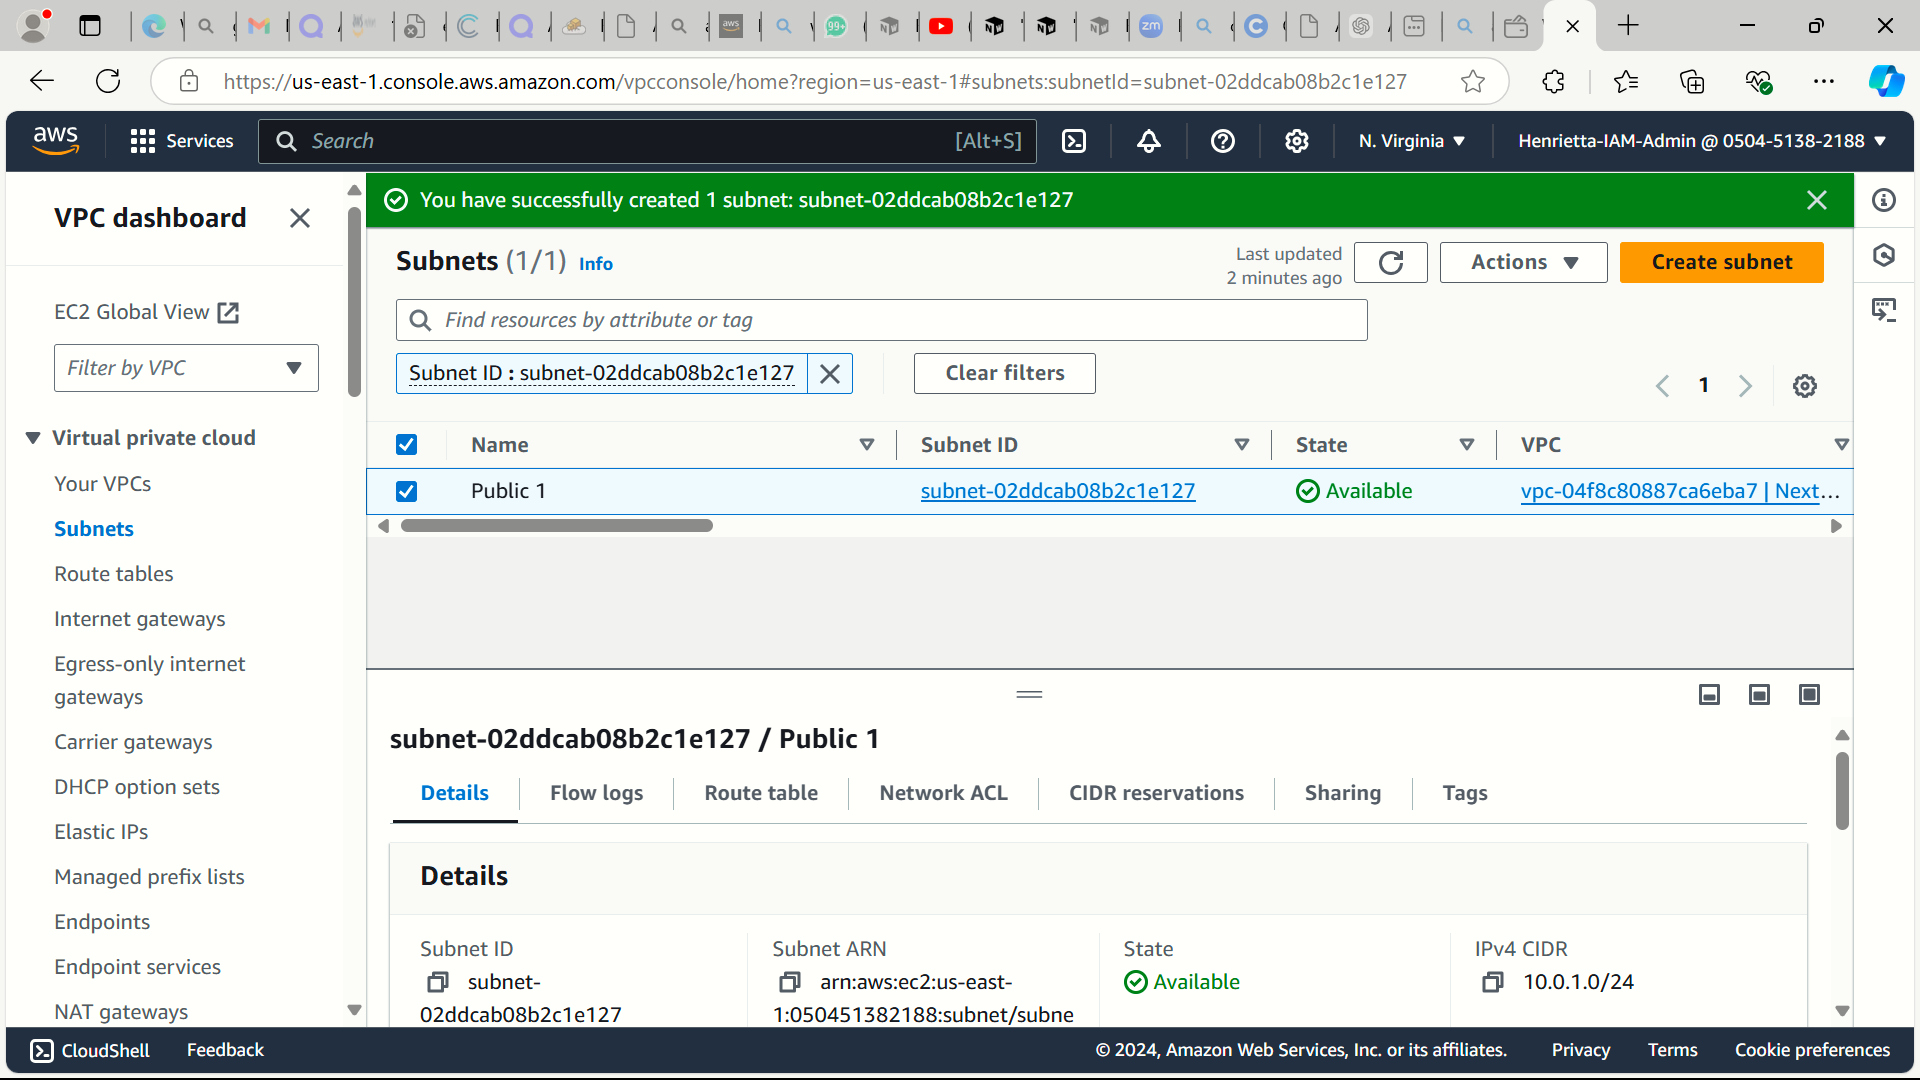 https://us-east-1.console.aws.amazon.com/vpcconsole/home?region=us-east-1#subnets:subnetId=subnet-02ddcab08b2c1e127
aws
Services
Search
[Alt+S]
N. Virginia
Henrietta-IAM-Admin @ 0504-5138-2188
VPC dashboard
EC2 Global View
Filter by VPC
Virtual private cloud
Your VPCs
Subnets
Route tables
Internet gateways
Egress-only internet
gateways
Carrier gateways
DHCP option sets
Elastic IPs
Managed prefix lists
Endpoints
Endpoint services
NAT gateways
You have successfully created 1 subnet: subnet-02ddcab08b2c1e127
Subnets (1/1) Info
Last updated
2 minutes ago
Actions
Create subnet
Find resources by attribute or tag
Subnet ID : subnet-02ddcab08b2c1e127
Clear filters
1
Name
Subnet ID
State
VPC
Public 1
subnet-02ddcab08b2c1e127
Available
vpc-04f8c80887ca6eba7 | Next…
subnet-02ddcab08b2c1e127 / Public 1
Details
Flow logs
Route table
Network ACL
CIDR reservations
Sharing
Tags
Details
Subnet ID
subnet-
02ddcab08b2c1e127
Subnet ARN
arn:aws:ec2:us-east-
1:050451382188:subnet/subne
State
Available
IPv4 CIDR
10.0.1.0/24
CloudShell
Feedback
© 2024, Amazon Web Services, Inc. or its affiliates.
Privacy
Terms
Cookie preferences